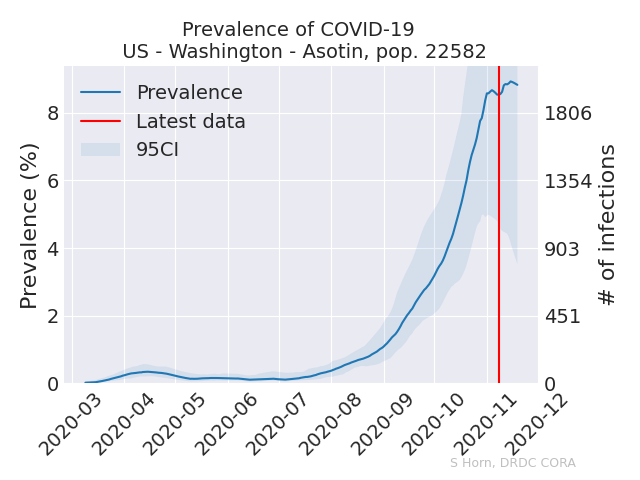 Prevalence of COVID-19
US - Washington - Asotin, pop. 22582
Prevalence
Latest data
95CI
Prevalence (%)
8
6
4
2
0
1806
1354
903
451
0
# of infections
2020-03
2020-04
2020-05
2020-06
2020-07
2020-08
2020-09
2020-10
2020-11
2020-12
S Horn, DRDC CORA